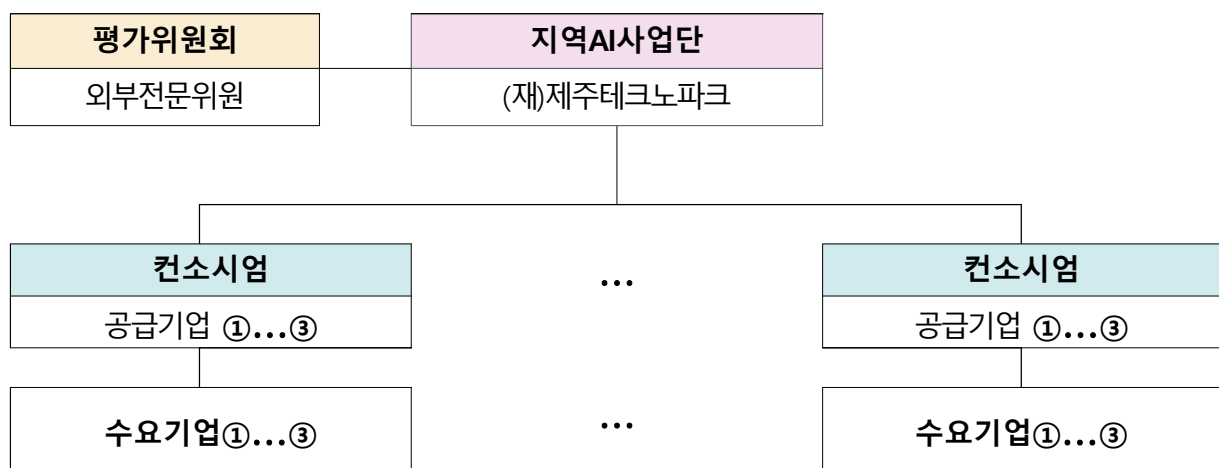 평가위원회
지역AI사업단
외부전문위원
(재)제주테크노파크
컨소시엄
...
컨소시엄
공급기업 ①...③
공급기업 ①...③
수요기업①...③
...
수요기업①...③